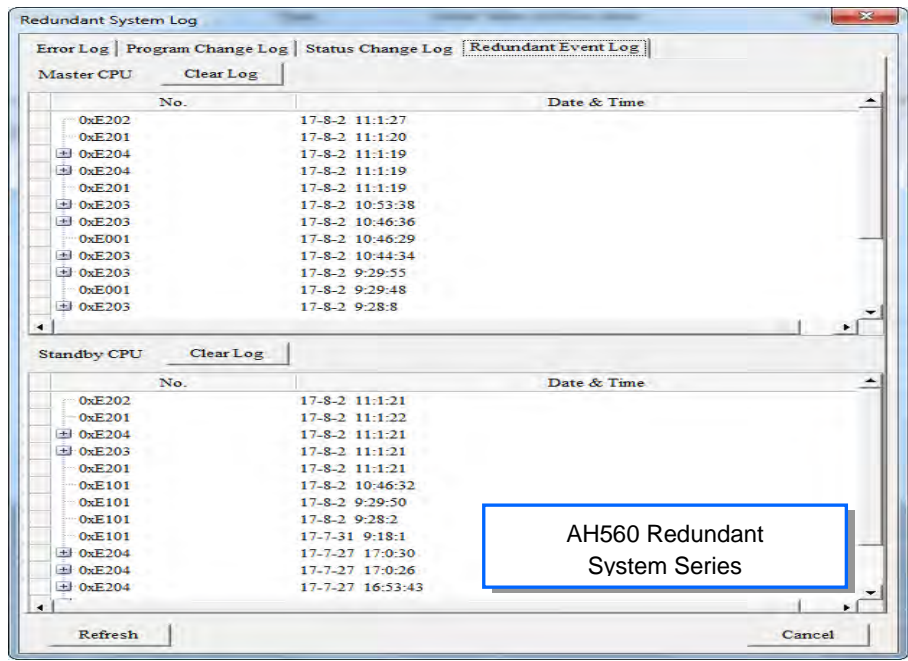 Redundant System Log
Error Log Program Change Log Status Change Log Redundant Event Log
Master CPU Clear Log
No. Date & Time
0xE202 17-8-2 11:1:27
0xE201 17-8-2 11:1:20
0xE204 17-8-2 11:1:19
0xE204 17-8-2 11:1:19
0xE201 17-8-2 11:1:19
0xE203 17-8-2 10:53:38
0xE203 17-8-2 10:46:36
0xE001 17-8-2 10:46:29
0xE203 17-8-2 10:44:34
0xE203 17-8-2 9:29:55
0xE001 17-8-2 9:29:48
0xE203 17-8-2 9:28:8
Standby CPU Clear Log
No. Date & Time
0xE202 17-8-2 11:1:21
0xE201 17-8-2 11:1:22
0xE204 17-8-2 11:1:21
0xE203 17-8-2 11:1:21
0xE201 17-8-2 11:1:21
0xE101 17-8-2 10:46:32
0xE101 17-8-2 9:29:50
0xE101 17-8-2 9:28:2
0xE101 17-7-31 9:18:1
0xE204 17-7-27 17:0:30
0xE204 17-7-27 17:0:26
0xE204 17-7-27 16:53:43
AH560 Redundant
System Series
Refresh Cancel